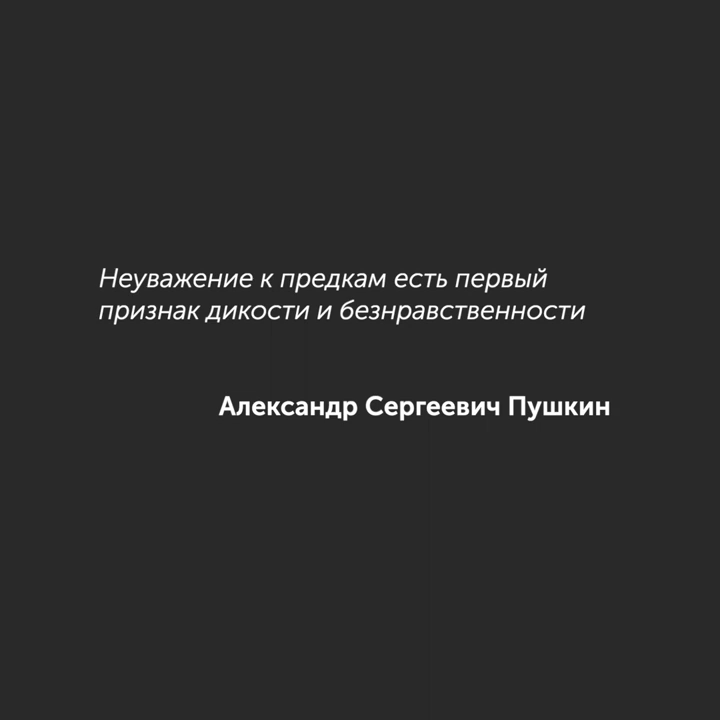 Неуважение к предкам есть первый
признак дикости и безнравственности
Александр Сергеевич Пушкин